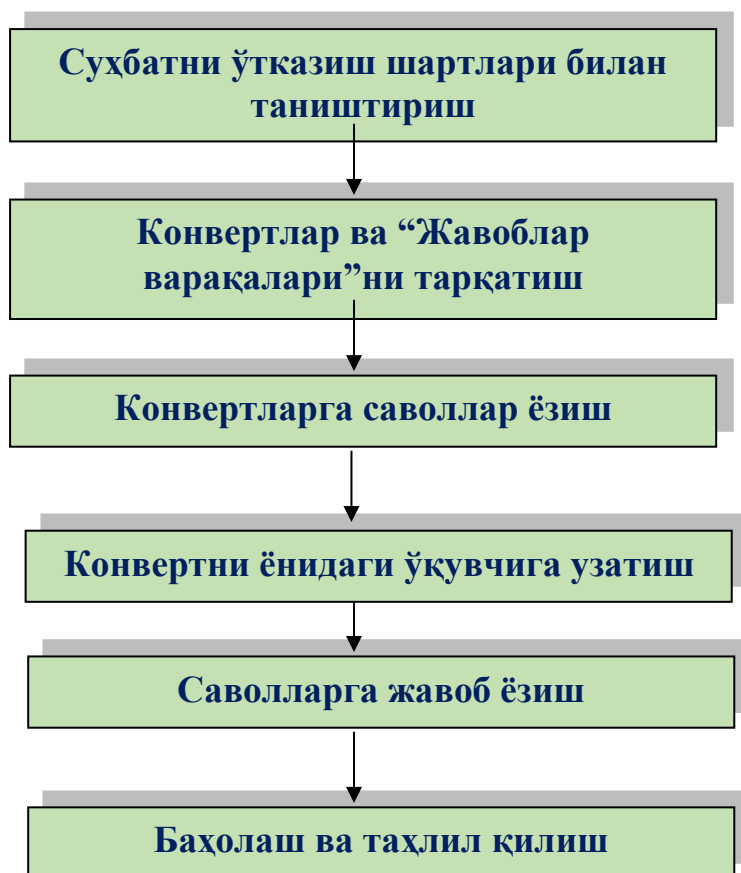 Суҳбатни ўтказиш шартлари билан
таништириш
Конвертлар ва “Жавоблар
варақалари”ни тарқатиш
Конвертларга саволлар ёзиш
Конвертни ёнидаги ўқувчига узатиш
Саволларга жавоб ёзиш
Баҳолаш ва таҳлил қилиш